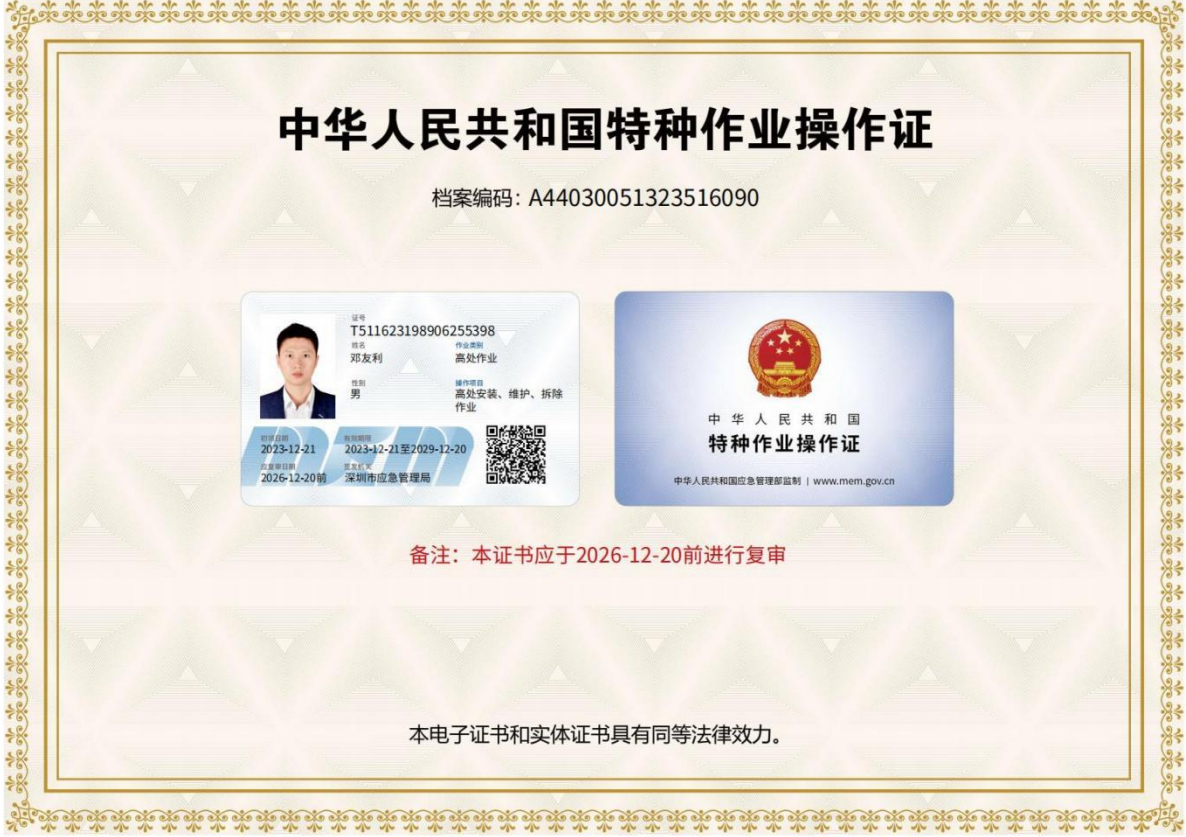 中华人民共和国特种作业操作证
档案编码：A44030051323516090
证号
T511623198906255398
姓名
作业类别
邓友利
高处作业
性别
操作项目
男
高处安装、维护、拆除
作业
初领日期
有效期限
2023-12-21
2023-12-21至2029-12-20
应复审日期
签发机关
2026-12-20前
深圳市应急管理局
中华人民共和国
特种作业操作证
中华人民共和国应急管理部监制 | www.mem.gov.cn
备注：本证书应于2026-12-20前进行复审
本电子证书和实体证书具有同等法律效力。